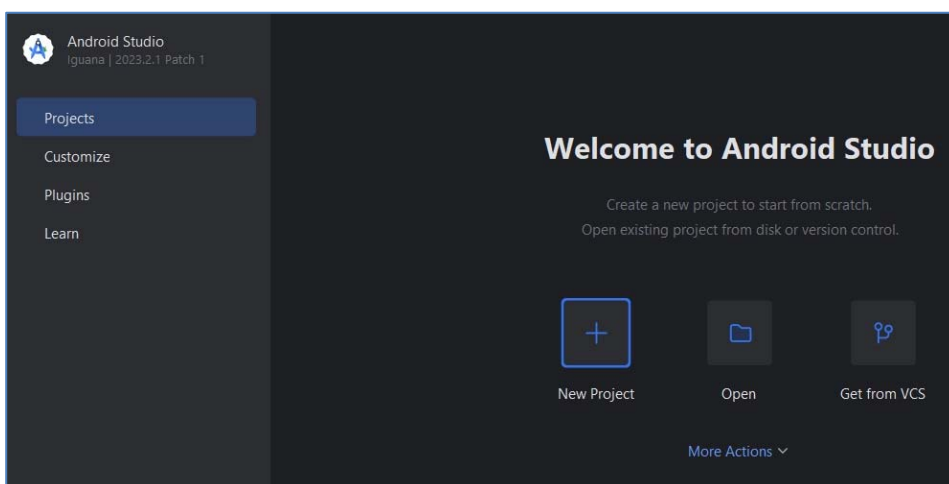 Android Studio
Iguana | 2023.2.1 Patch 1
Projects
Customize
Plugins
Learn
Welcome to Android Studio
Create a new project to start from scratch.
Open existing project from disk or version control.
New Project
Open
Get from VCS
More Actions